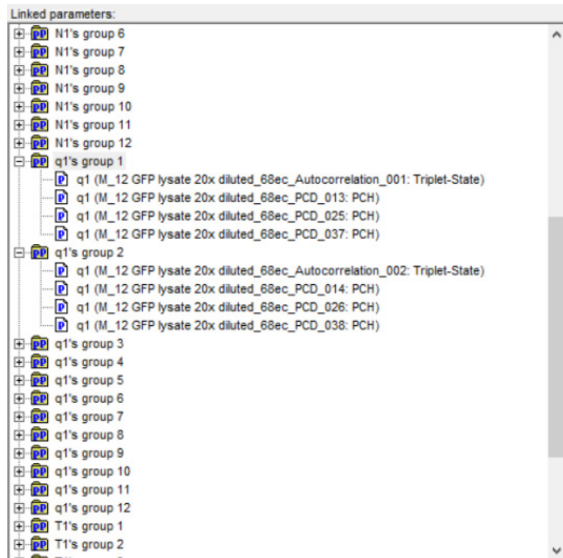 Linked parameters:
N1's group 6
N1's group 7
N1's group 8
N1's group 9
N1's group 10
N1's group 11
N1's group 12
q1's group 1
q1 (M_12 GFP lysate 20x diluted_68ec_Autocorrelation_001: Triplet-State)
q1 (M_12 GFP lysate 20x diluted_68ec_PCD_013: PCH)
q1 (M_12 GFP lysate 20x diluted_68ec_PCD_025: PCH)
q1 (M_12 GFP lysate 20x diluted_68ec_PCD_037: PCH)
q1's group 2
q1 (M_12 GFP lysate 20x diluted_68ec_Autocorrelation_002: Triplet-State)
q1 (M_12 GFP lysate 20x diluted_68ec_PCD_014: PCH)
q1 (M_12 GFP lysate 20x diluted_68ec_PCD_026: PCH)
q1 (M_12 GFP lysate 20x diluted_68ec_PCD_038: PCH)
q1's group 3
q1's group 4
q1's group 5
q1's group 6
q1's group 7
q1's group 8
q1's group 9
q1's group 10
q1's group 11
q1's group 12
T1's group 1
T1's group 2